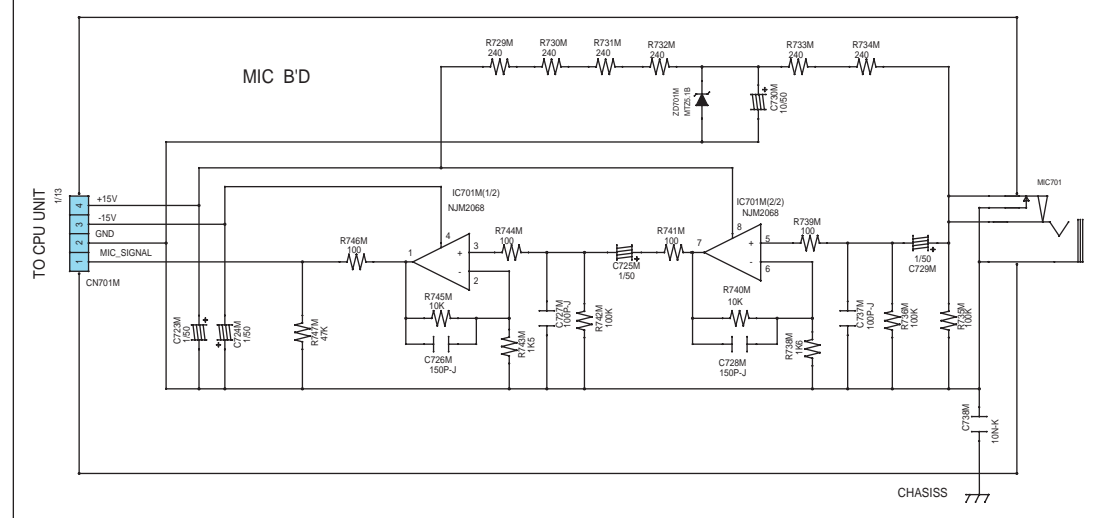 MIC B'D
R729M
240
R730M
240
R731M
240
R732M
240
R733M
240
R734M
240
ZD701M
MTZ5.1B
C730M
10/50
TO CPU UNIT
1/13
4
3
2
1
+15V
-15V
GND
MIC_SIGNAL
CN701M
MIC701
IC701M(1/2)
NJM2068
IC701M(2/2)
NJM2068
R746M
100
1
4
3
2
+
-
R744M
100
C725M
1/50
R741M
100
7
8
5
6
+
-
R739M
100
1/50
C729M
R745M
10K
C726M
150P-J
R740M
10K
C728M
150P-J
C723M
1/50
C724M
1/50
R747M
47K
R743M
1K5
C727M
100P-J
R742M
100K
R738M
1K6
C737M
100P-J
R736M
100K
R735M
100K
C738M
10N-K
CHASISS